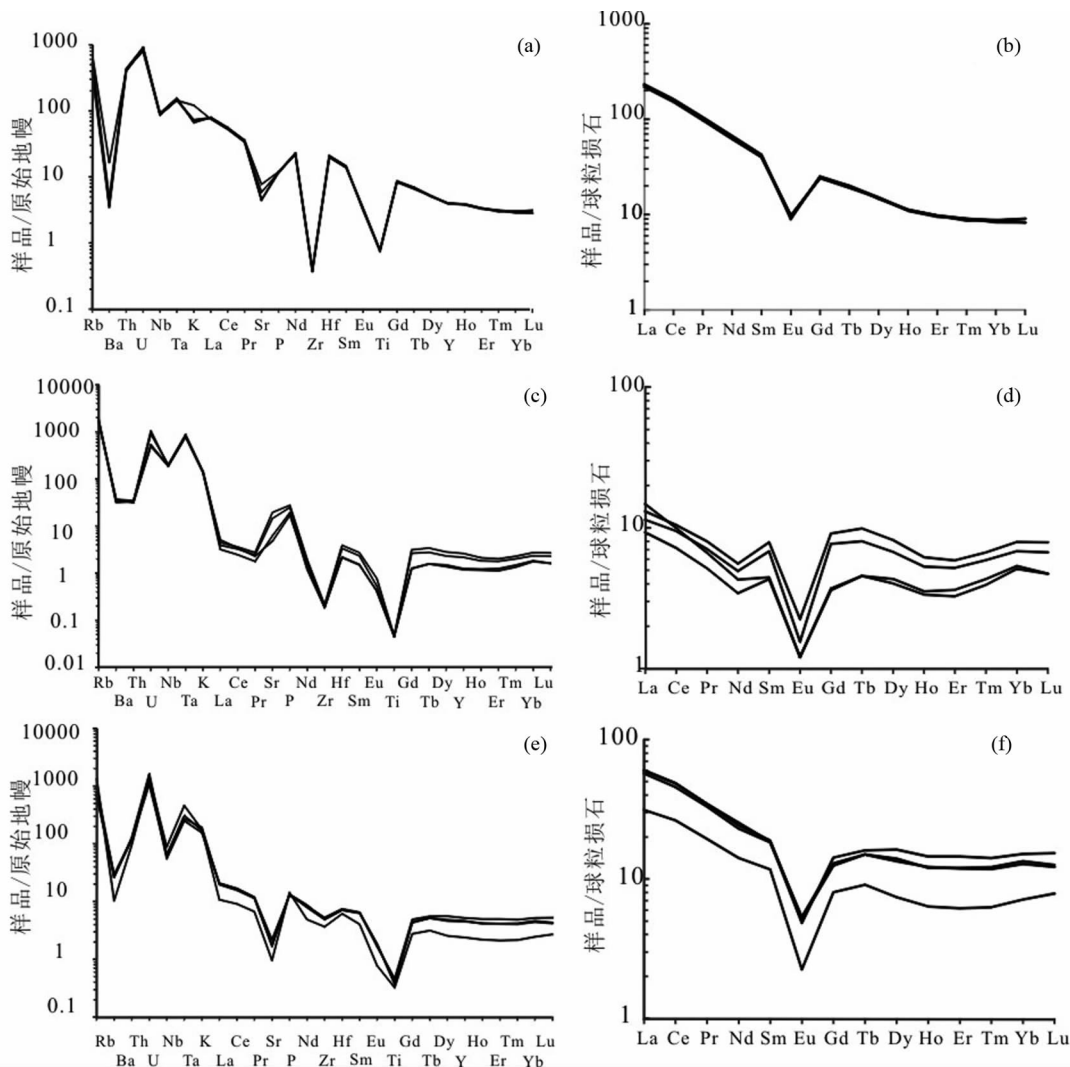 (a)
样品/原始地幔
1000
100
10
1
0.1
Rb Th Nb K Ce Sr Nd Hf Eu Gd Dy Ho Tm Lu
Ba U Ta La Pr P Zr Sm Ti Tb Y Er Yb
(b)
样品/球粒损石
1000
100
10
1
La Ce Pr Nd Sm Eu Gd Tb Dy Ho Er Tm Yb Lu
(c)
样品/原始地幔
10000
1000
100
10
1
0.1
0.01
Rb Th Nb K Ce Sr Nd Hf Eu Gd Dy Ho Tm Lu
Ba U Ta La Pr P Zr Sm Ti Tb Y Er Yb
(d)
样品/球粒损石
100
10
1
La Ce Pr Nd Sm Eu Gd Tb Dy Ho Er Tm Yb Lu
(e)
样品/原始地幔
10000
1000
100
10
1
0.1
Rb Th Nb K Ce Sr Nd Hf Eu Gd Dy Ho Tm Lu
Ba U Ta La Pr P Zr Sm Ti Tb Y Er Yb
(f)
样品/球粒损石
100
10
1
La Ce Pr Nd Sm Eu Gd Tb Dy Ho Er Tm Yb Lu